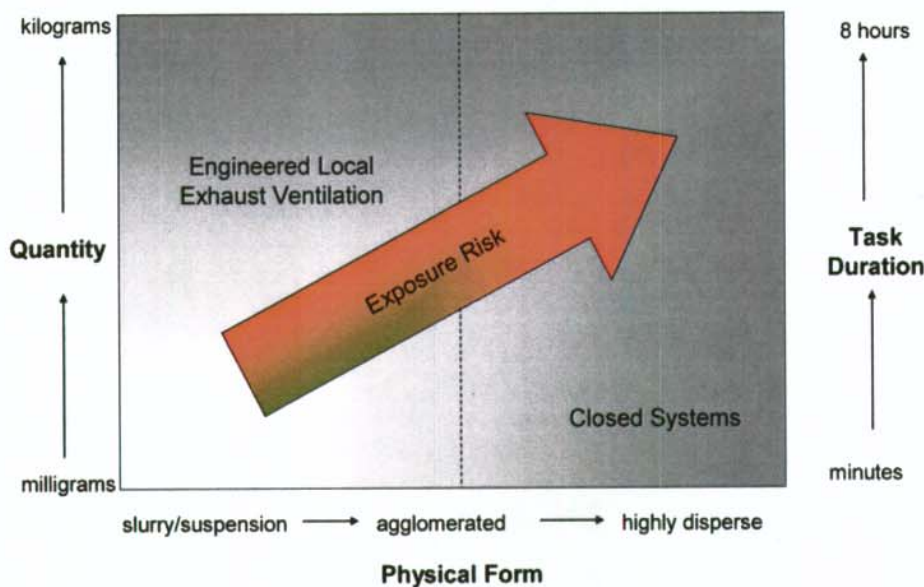 kilograms
8 hours
Engineered Local
Exhaust Ventilation
Quantity
Exposure Risk
Task
Duration
Closed Systems
milligrams
minutes
slurry/suspension
agglomerated
highly disperse
Physical Form